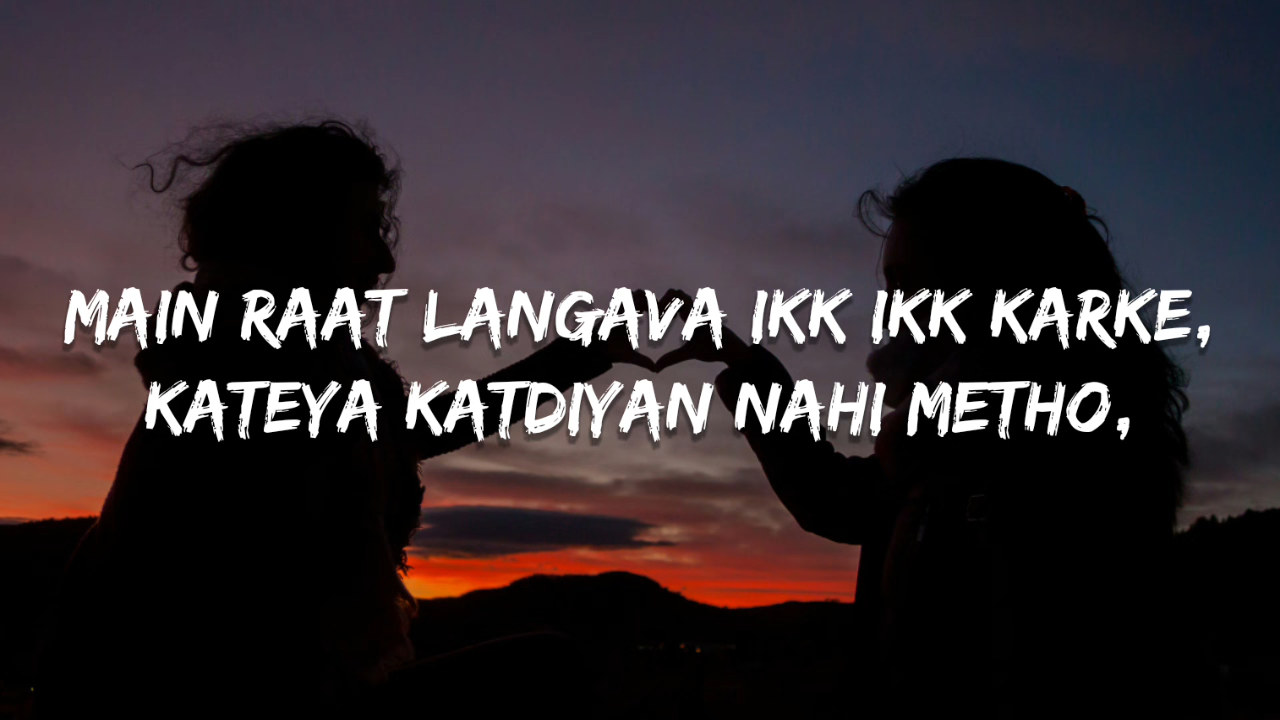 MAIN RAAT LANGAVA IKK IKK KARKE,
KATEYA KATDIYAN NAHI METHO,